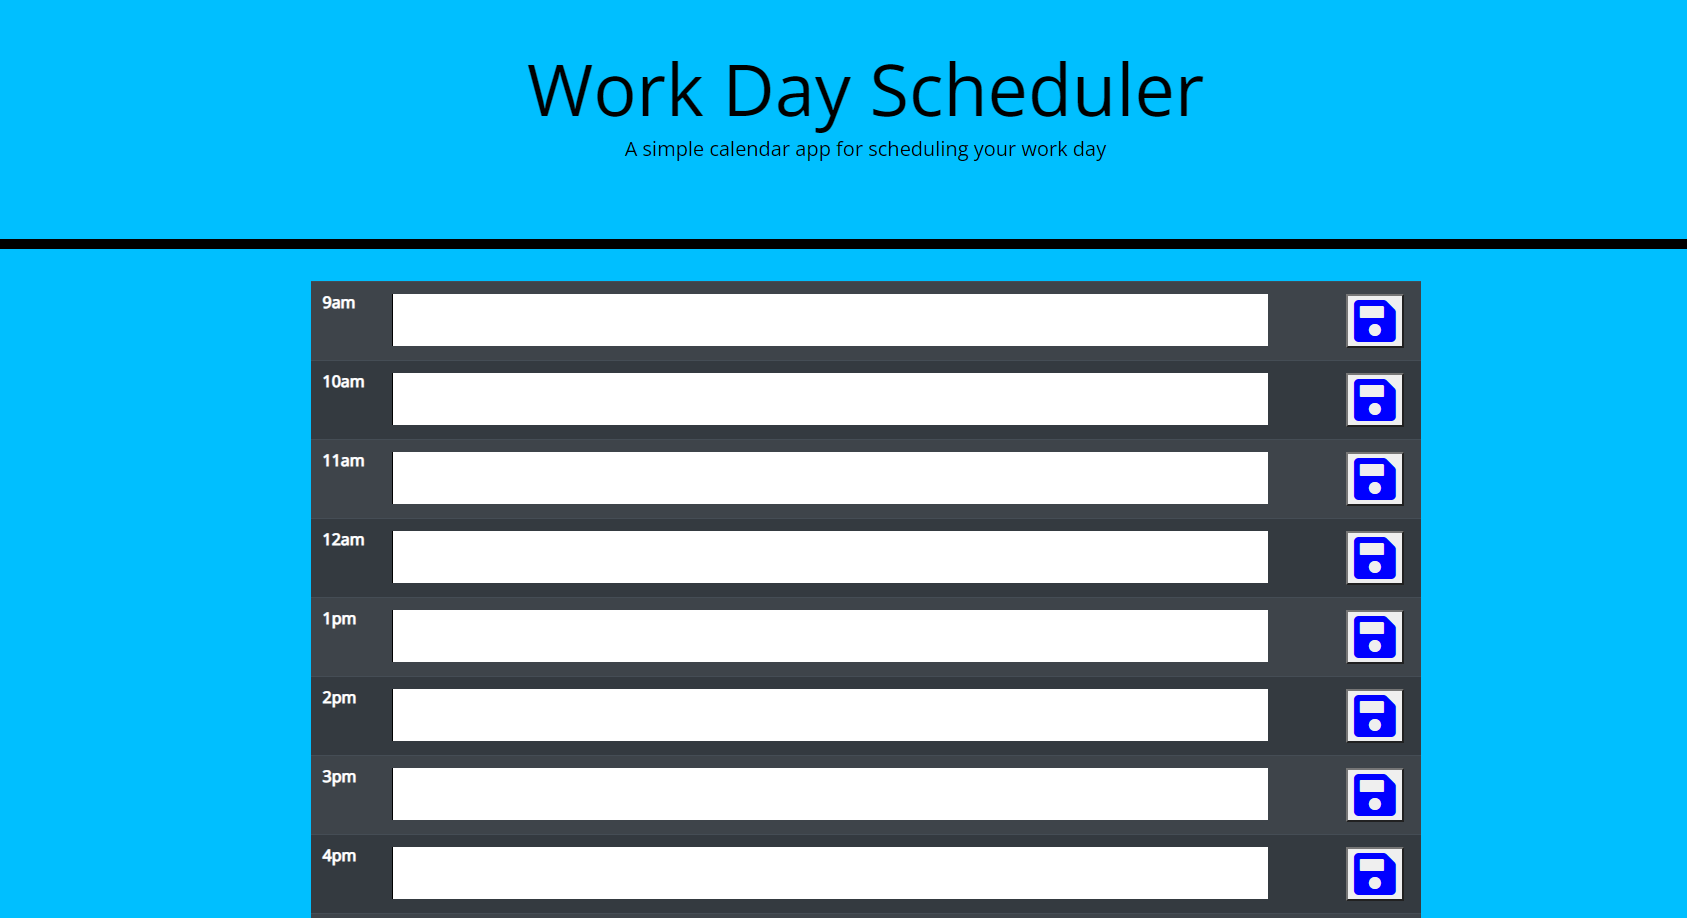 Work Day Scheduler
A simple calendar app for scheduling your work day
9am
10am
11am
12am
1pm
2pm
3pm
4pm